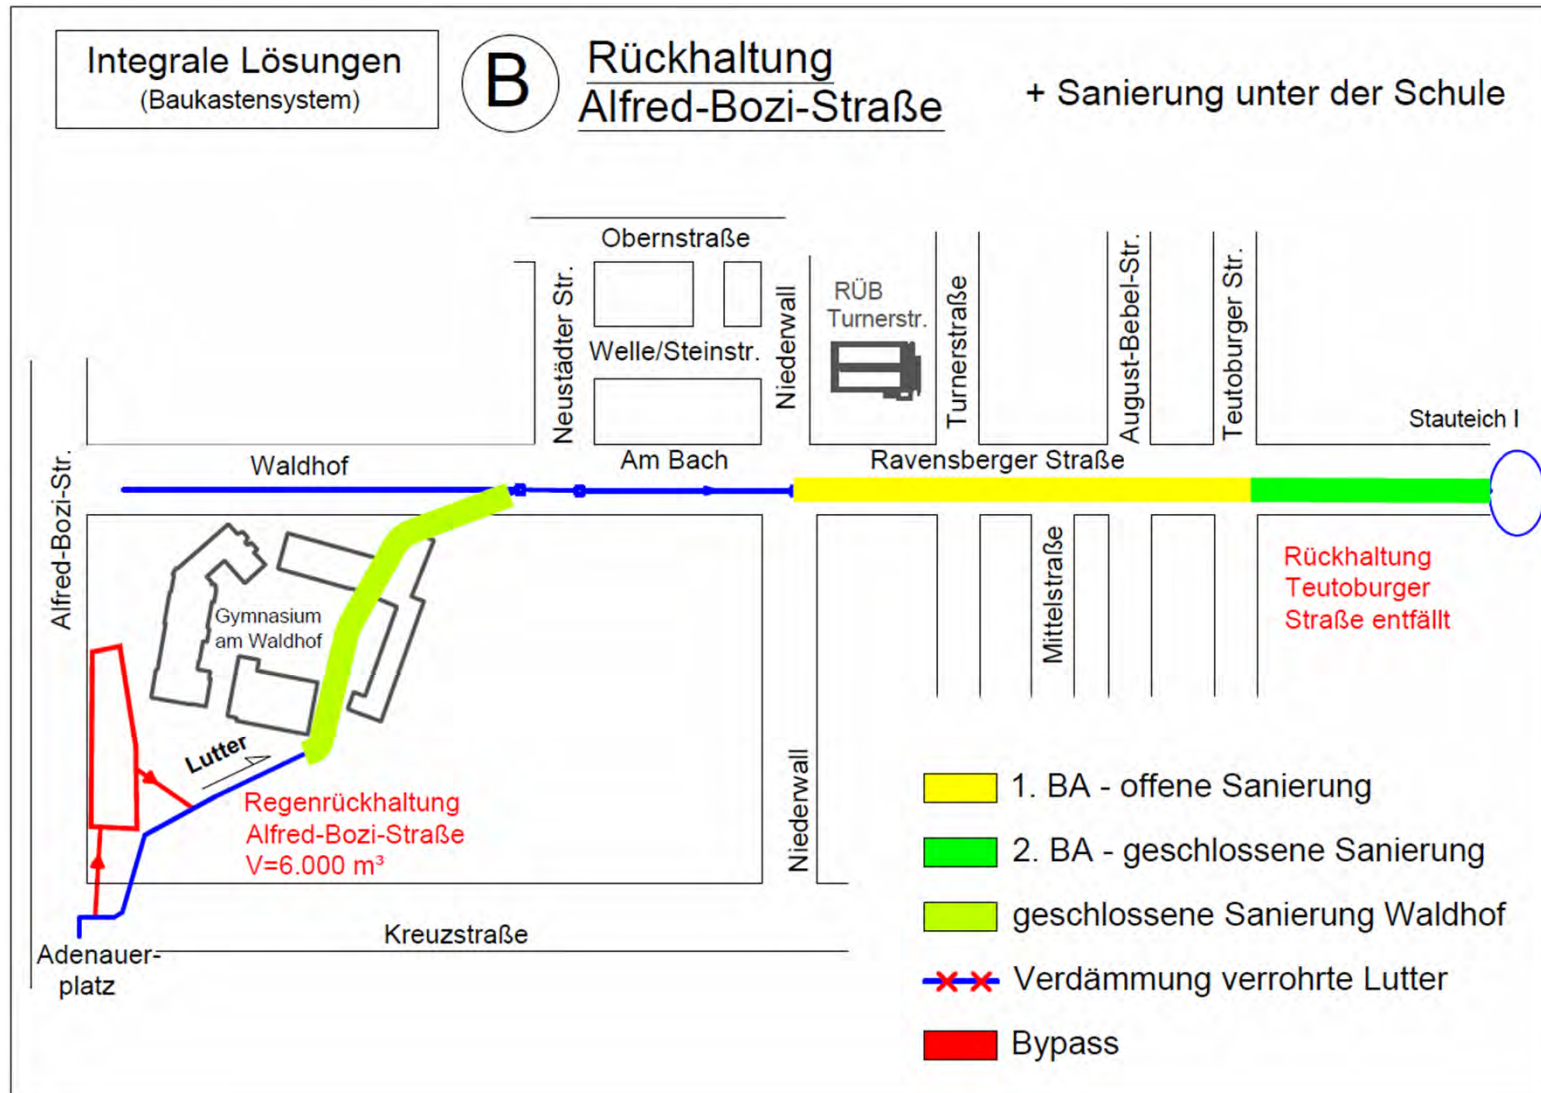 Integrale Lösungen
(Baukastensystem)
B
Rückhaltung
Alfred-Bozi-Straße
+ Sanierung unter der Schule
Obernstraße
Neustädter Str.
Welle/Steinstr.
Niederwall
RÜB
Turnerstr.
Turnerstraße
August-Bebel-Str.
Teutoburger Str.
Stauteich I
Alfred-Bozi-Str.
Waldhof
Am Bach
Ravensberger Straße
Gymnasium
am Waldhof
Mittelstraße
Rückhaltung
Teutoburger
Straße entfällt
Lutter
Regenrückhaltung
Alfred-Bozi-Straße
V=6.000 m³
Niederwall
Kreuzstraße
Adenauer-
platz
1. BA - offene Sanierung
2. BA - geschlossene Sanierung
geschlossene Sanierung Waldhof
Verdämmung verrohrte Lutter
Bypass